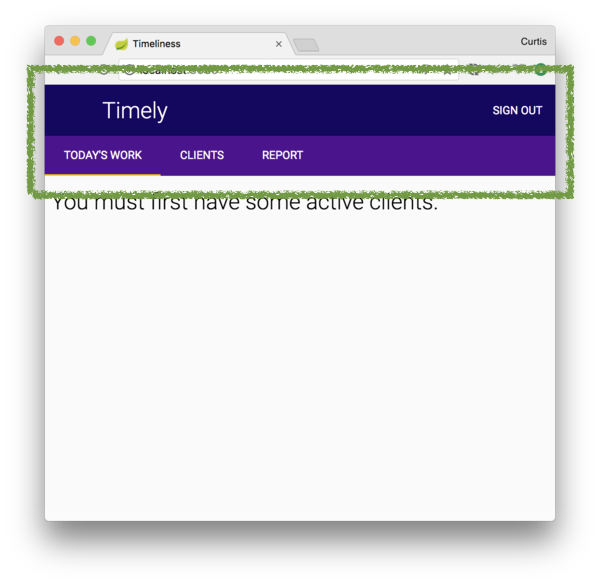 Timeliness
Curtis
localhost
Timely
SIGN OUT
TODAY'S WORK
CLIENTS
REPORT
You must first have some active clients.